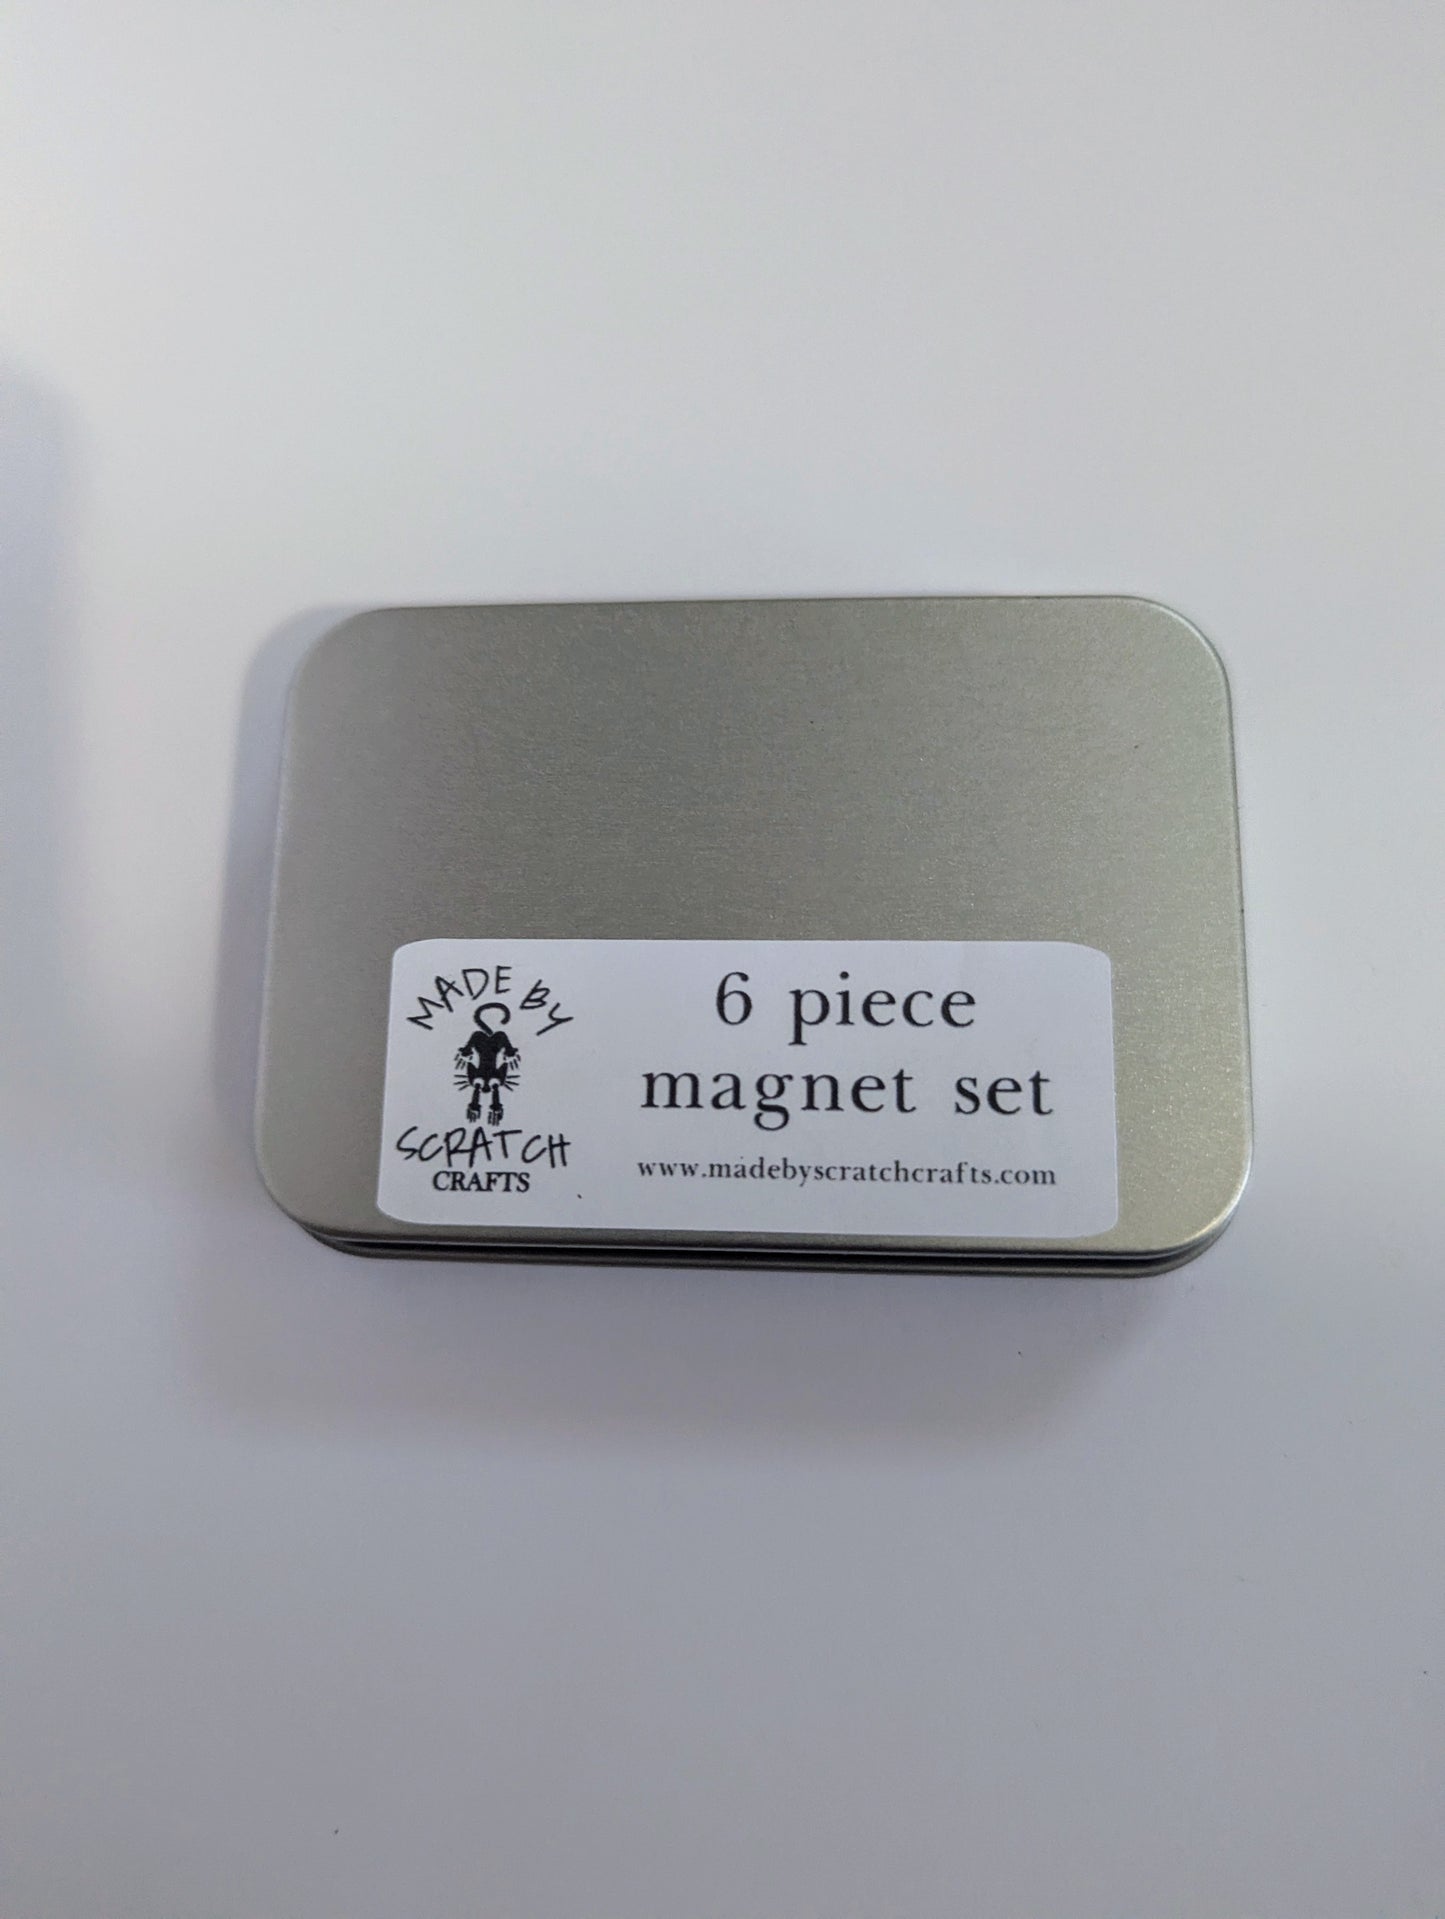 MADE BY
SCRATCH
CRAFTS
6 piece
magnet set
www.madebyscratchcrafts.com